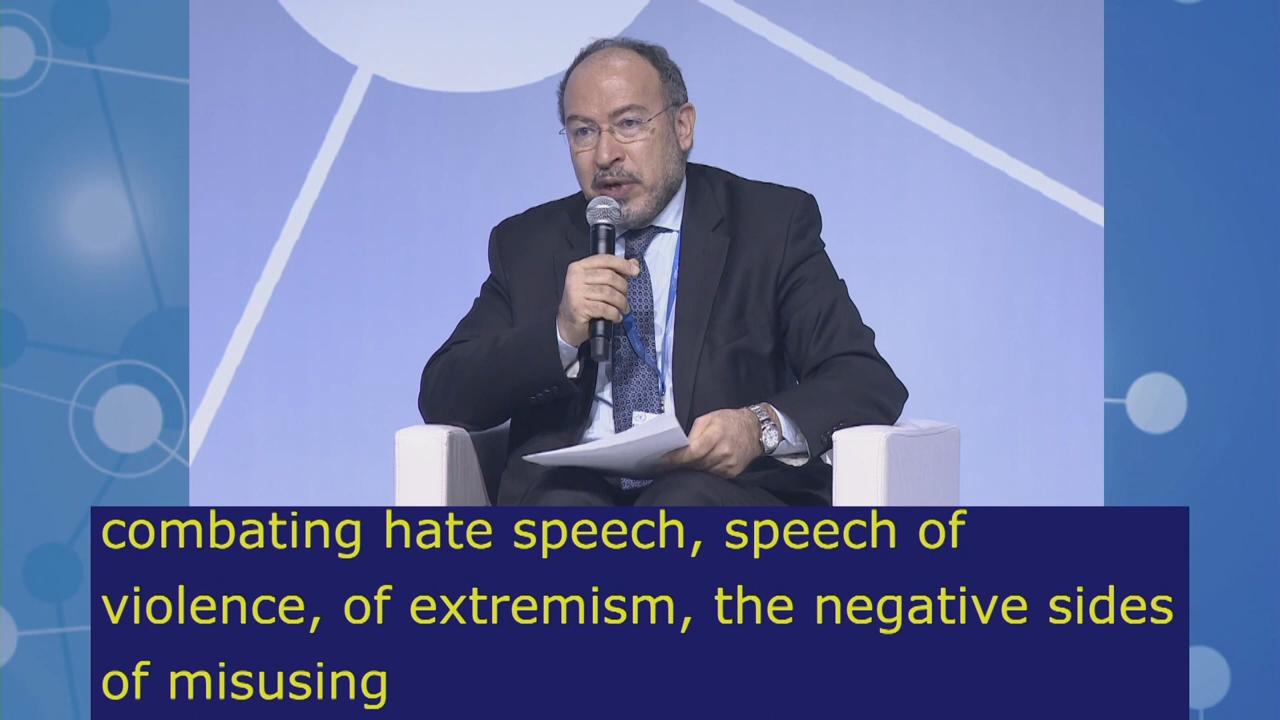 combating hate speech, speech of
violence, of extremism, the negative sides
of misusing